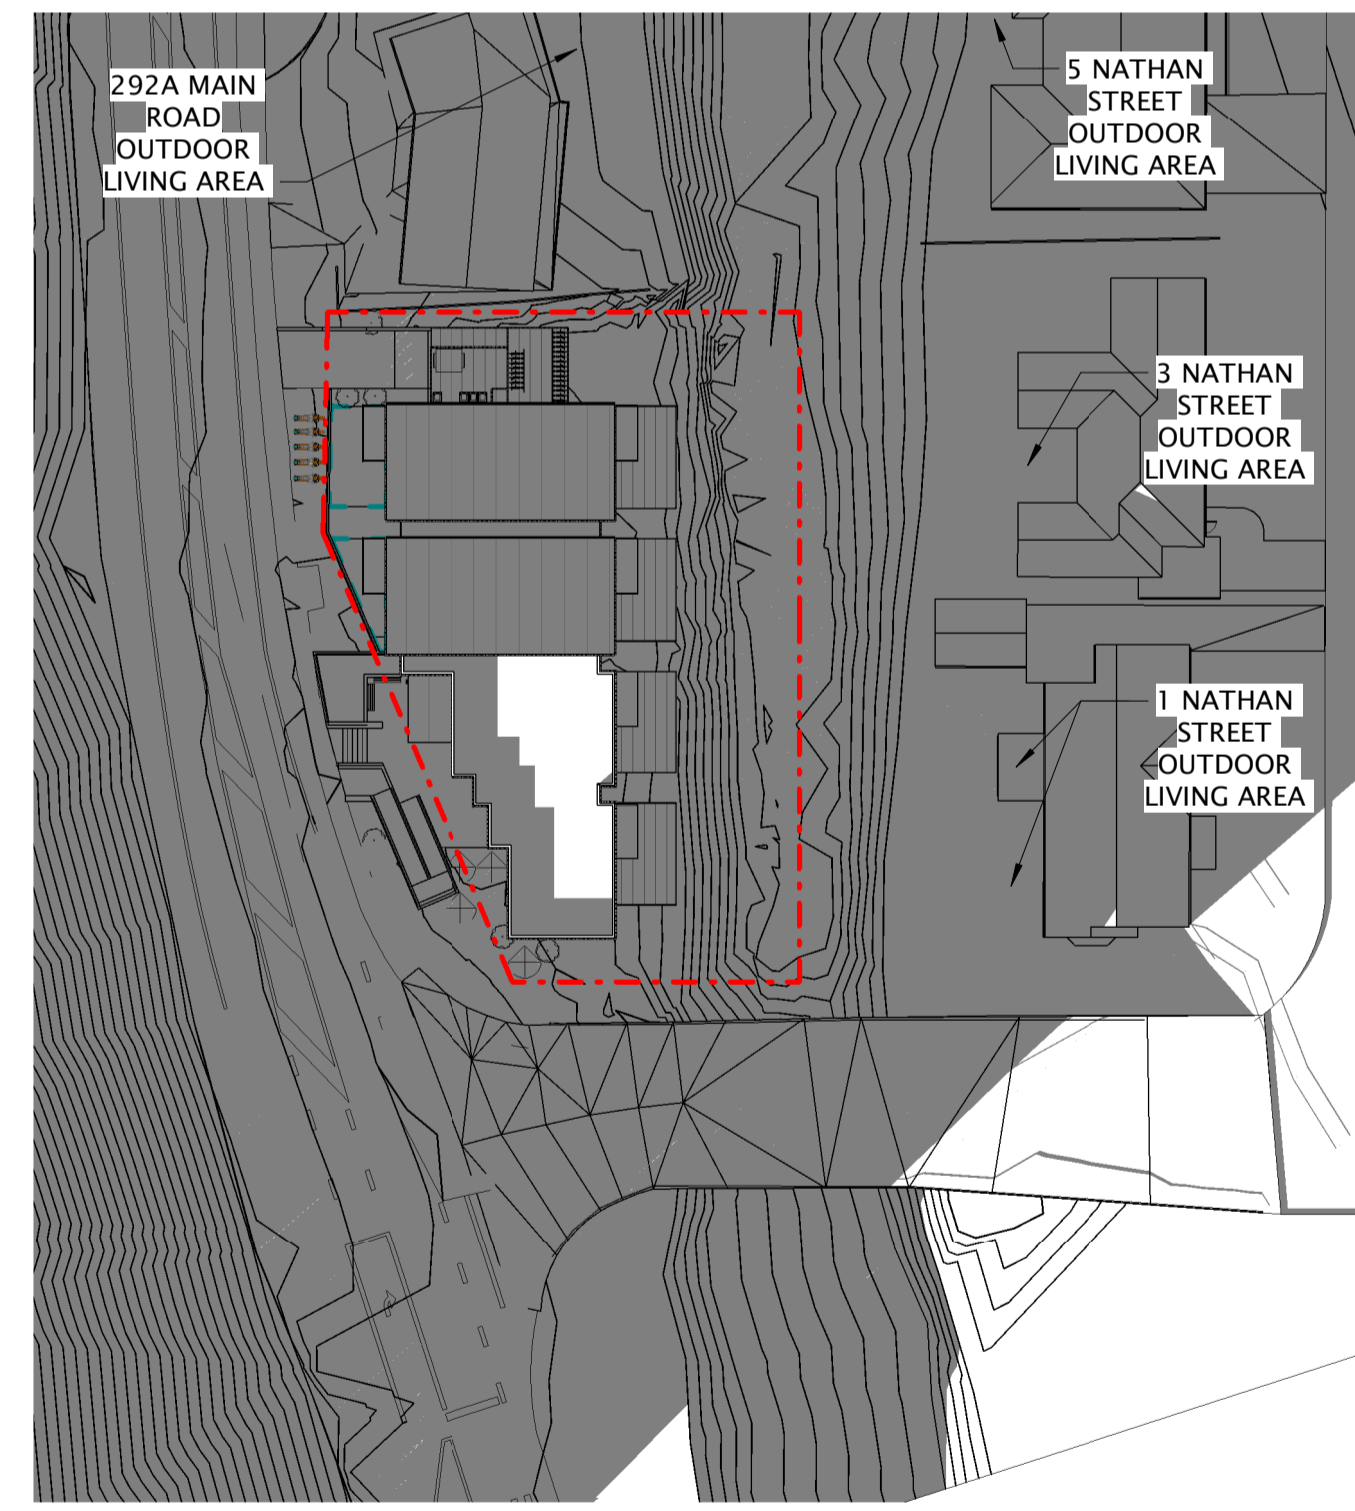 292A MAIN
ROAD
OUTDOOR
LIVING AREA
5 NATHAN
STREET
OUTDOOR
LIVING AREA
3 NATHAN
STREET
OUTDOOR
LIVING AREA
1 NATHAN
STREET
OUTDOOR
LIVING AREA